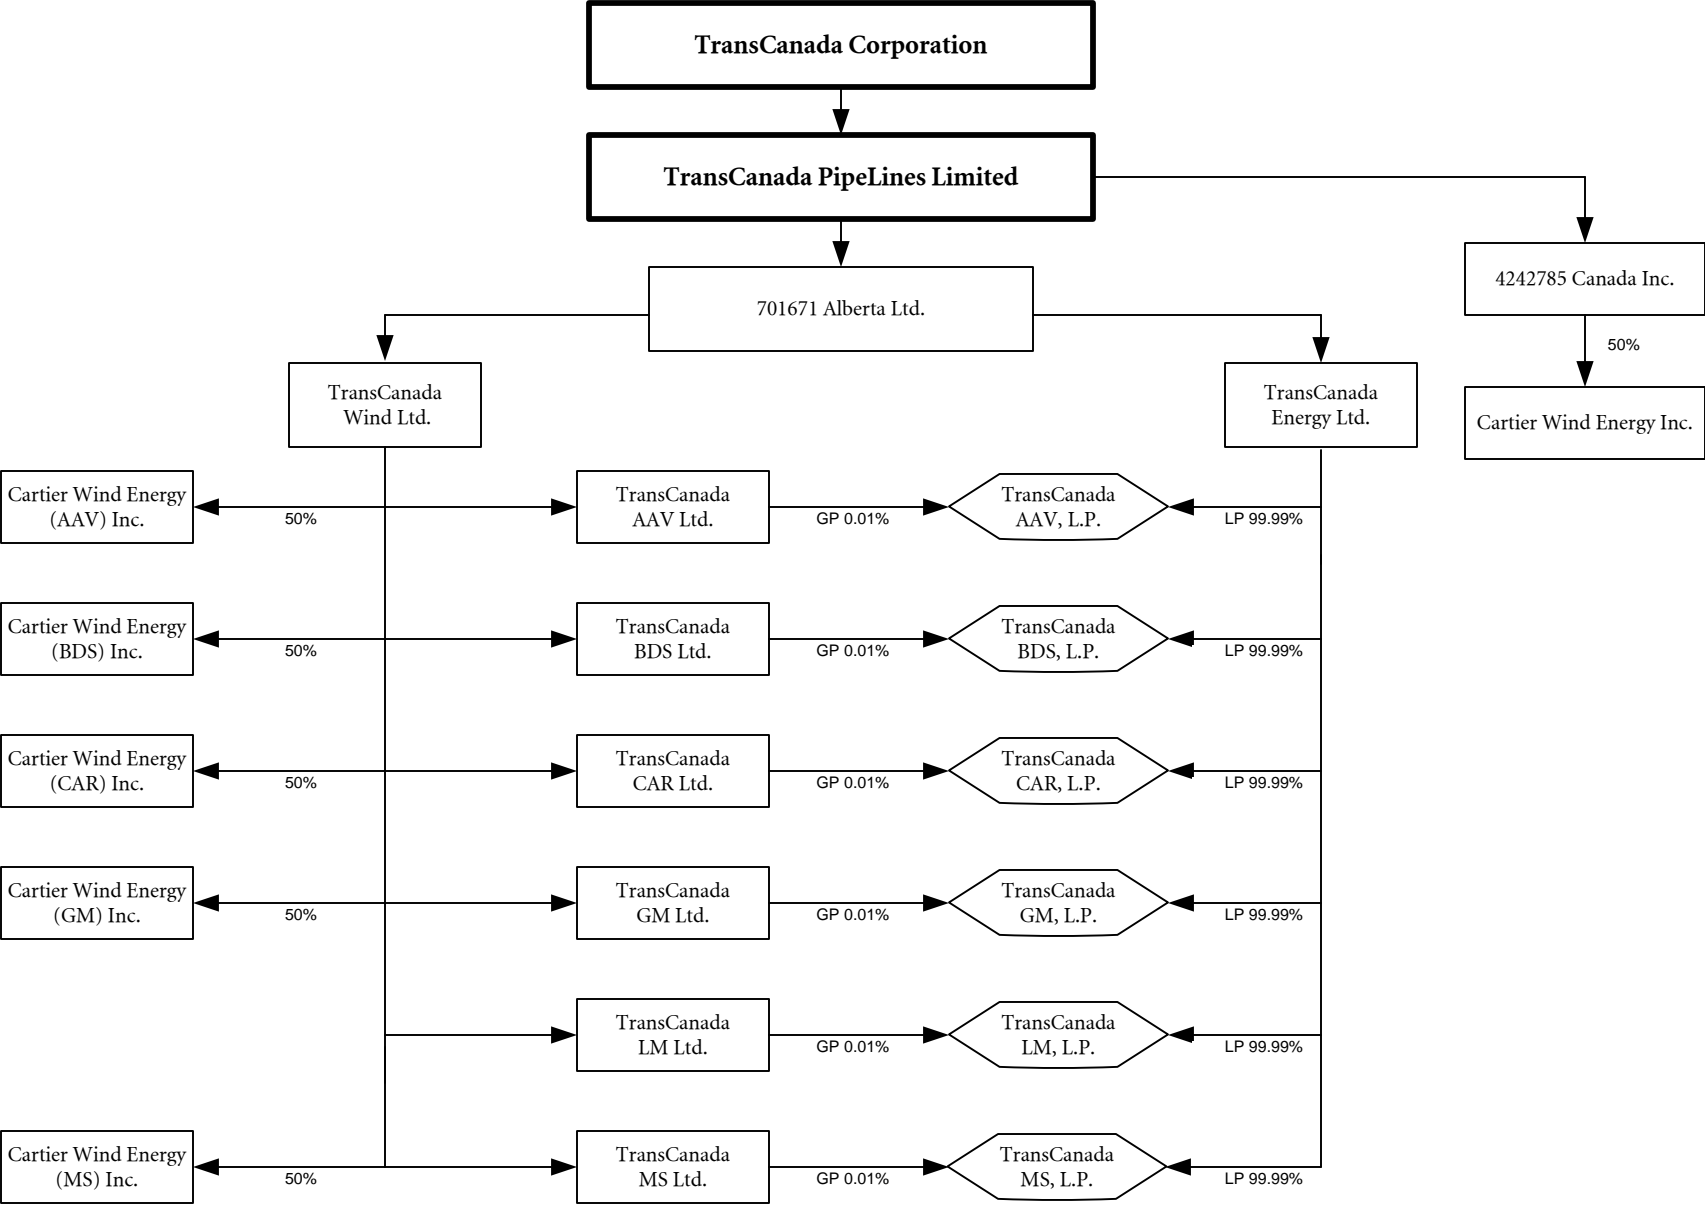 TransCanada Corporation
TransCanada PipeLines Limited
4242785 Canada Inc.
701671 Alberta Ltd.
50%
TransCanada
Wind Ltd.
TransCanada
Energy Ltd.
Cartier Wind Energy Inc.
Cartier Wind Energy
(AAV) Inc.
50%
TransCanada
AAV Ltd.
GP 0.01%
TransCanada
AAV, L.P.
LP 99.99%
Cartier Wind Energy
(BDS) Inc.
50%
TransCanada
BDS Ltd.
GP 0.01%
TransCanada
BDS, L.P.
LP 99.99%
Cartier Wind Energy
(CAR) Inc.
50%
TransCanada
CAR Ltd.
GP 0.01%
TransCanada
CAR, L.P.
LP 99.99%
Cartier Wind Energy
(GM) Inc.
50%
TransCanada
GM Ltd.
GP 0.01%
TransCanada
GM, L.P.
LP 99.99%
TransCanada
LM Ltd.
GP 0.01%
TransCanada
LM, L.P.
LP 99.99%
Cartier Wind Energy
(MS) Inc.
50%
TransCanada
MS Ltd.
GP 0.01%
TransCanada
MS, L.P.
LP 99.99%